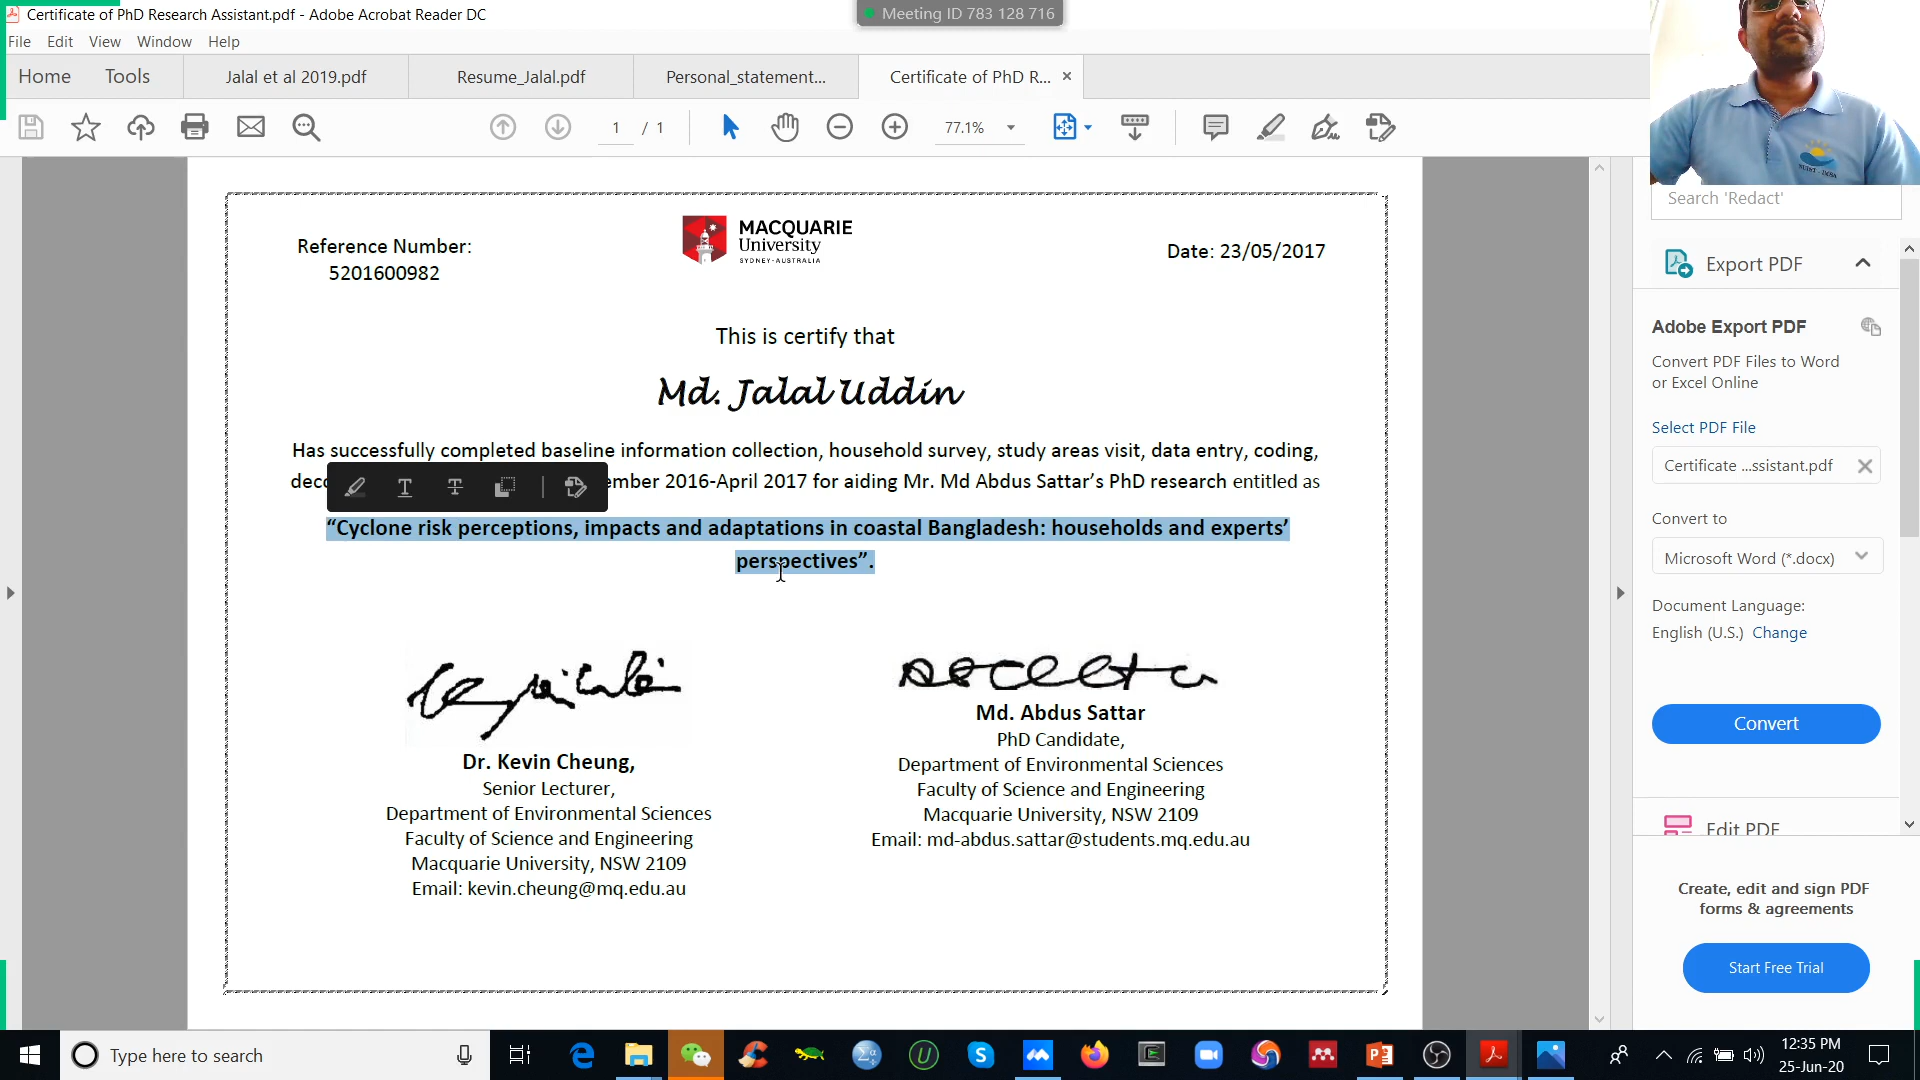 Certificate of PhD Research Assistant.pdf - Adobe Acrobat Reader DC
Meeting ID 783 128 716
File Edit View Window Help
Home Tools Jalal et al 2019.pdf Resume_Jalal.pdf Personal_statement... Certificate of PhD R... ×
1 / 1 77.1%
Search 'Redact'
Reference Number:
5201600982
MACQUARIE
University
SYDNEY·AUSTRALIA
Date: 23/05/2017
This is certify that
Md. Jalal Uddin
Has successfully completed baseline information collection, household survey, study areas visit, data entry, coding,
ember 2016-April 2017 for aiding Mr. Md Abdus Sattar’s PhD research entitled as
“Cyclone risk perceptions, impacts and adaptations in coastal Bangladesh: households and experts’
perspectives”.
Dr. Kevin Cheung,
Senior Lecturer,
Department of Environmental Sciences
Faculty of Science and Engineering
Macquarie University, NSW 2109
Email: kevin.cheung@mq.edu.au
Md. Abdus Sattar
PhD Candidate,
Department of Environmental Sciences
Faculty of Science and Engineering
Macquarie University, NSW 2109
Email: md-abdus.sattar@students.mq.edu.au
Export PDF
Adobe Export PDF
Convert PDF Files to Word
or Excel Online
Select PDF File
Certificate ...ssistant.pdf
Convert to
Microsoft Word (*.docx)
Document Language:
English (U.S.) Change
Convert
Edit PDF
Create, edit and sign PDF
forms & agreements
Start Free Trial
Type here to search
12:35 PM
25-Jun-20